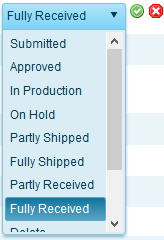 Fully Received
Submitted
Approved
In Production
On Hold
Partly Shipped
Fully Shipped
Partly Received
Fully Received